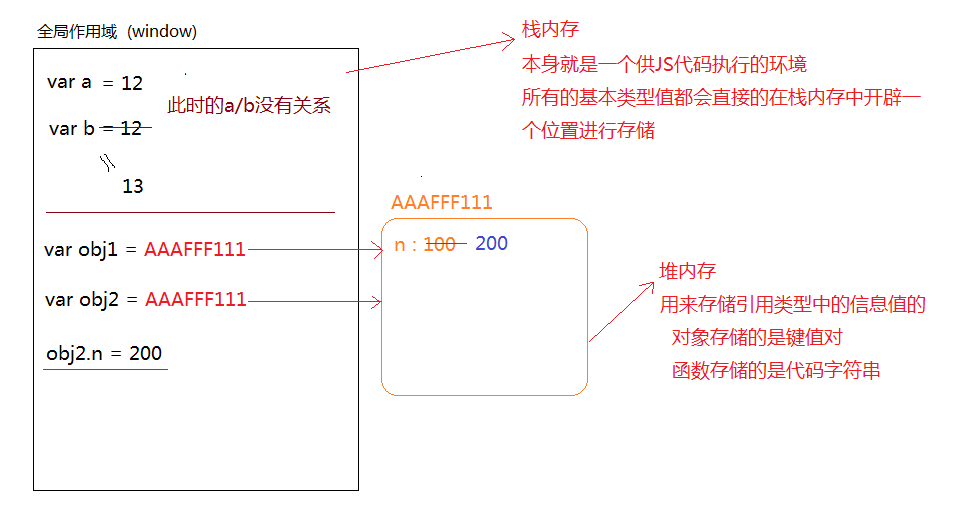 全局作用域 (window)
var a = 12
此时的a/b没有关系
var b = 12
13
var obj1 = AAAFFF111
var obj2 = AAAFFF111
obj2.n = 200
AAAFFF111
n : 100 200
栈内存
本身就是一个供JS代码执行的环境
所有的基本类型值都会直接的在栈内存中开辟一
个位置进行存储
堆内存
用来存储引用类型中的信息值的
对象存储的是键值对
函数存储的是代码字符串